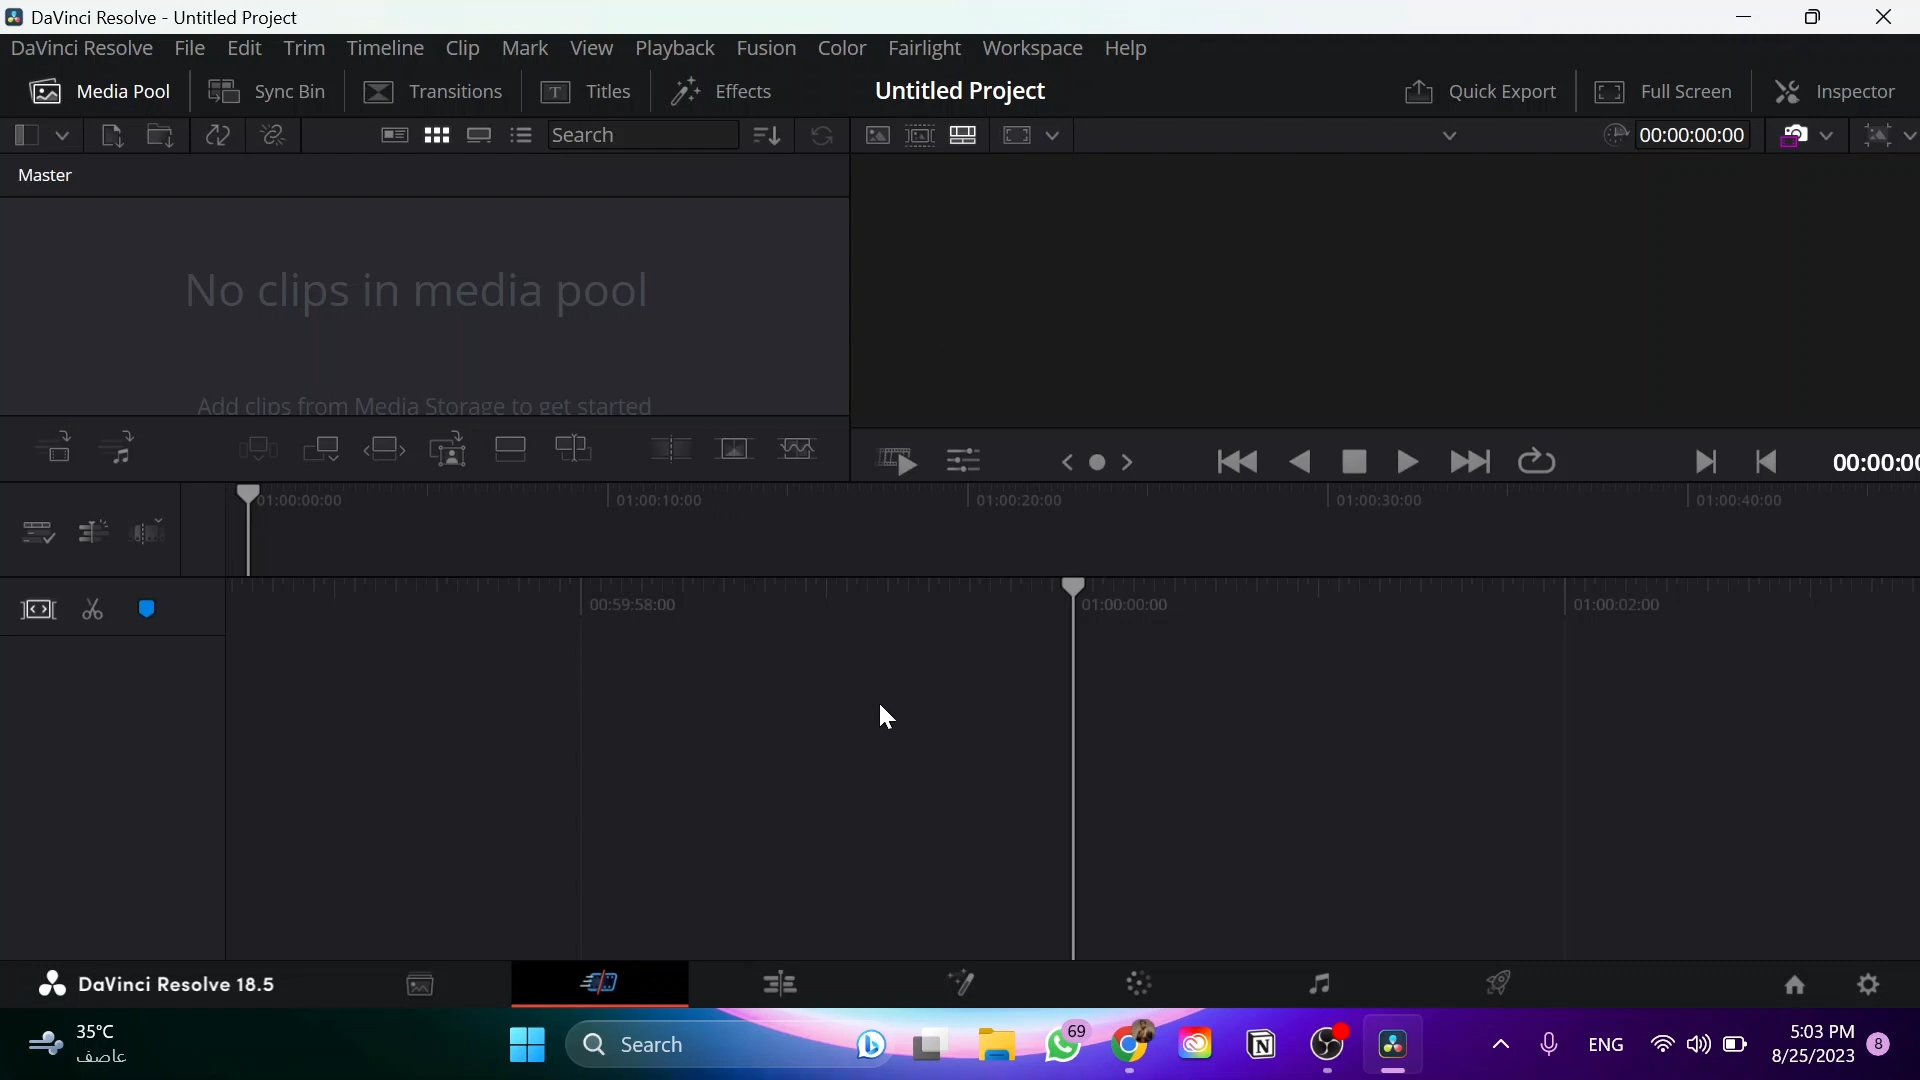 DaVinci Resolve - Untitled Project
DaVinci Resolve File Edit Trim Timeline Clip Mark View Playback Fusion Color Fairlight Workspace Help
Media Pool Sync Bin Transitions Titles Effects Untitled Project Quick Export Full Screen Inspector
Search 00:00:00:00
Master
No clips in media pool
Add clips from Media Storage to get started
00:00:00
01:00:00:00 01:00:10:00 01:00:20:00 01:00:30:00 01:00:40:00
00:59:58:00 01:00:00:00 01:00:02:00
DaVinci Resolve 18.5
35°C
عاصف
Search
69
ENG
5:03 PM
8/25/2023
8